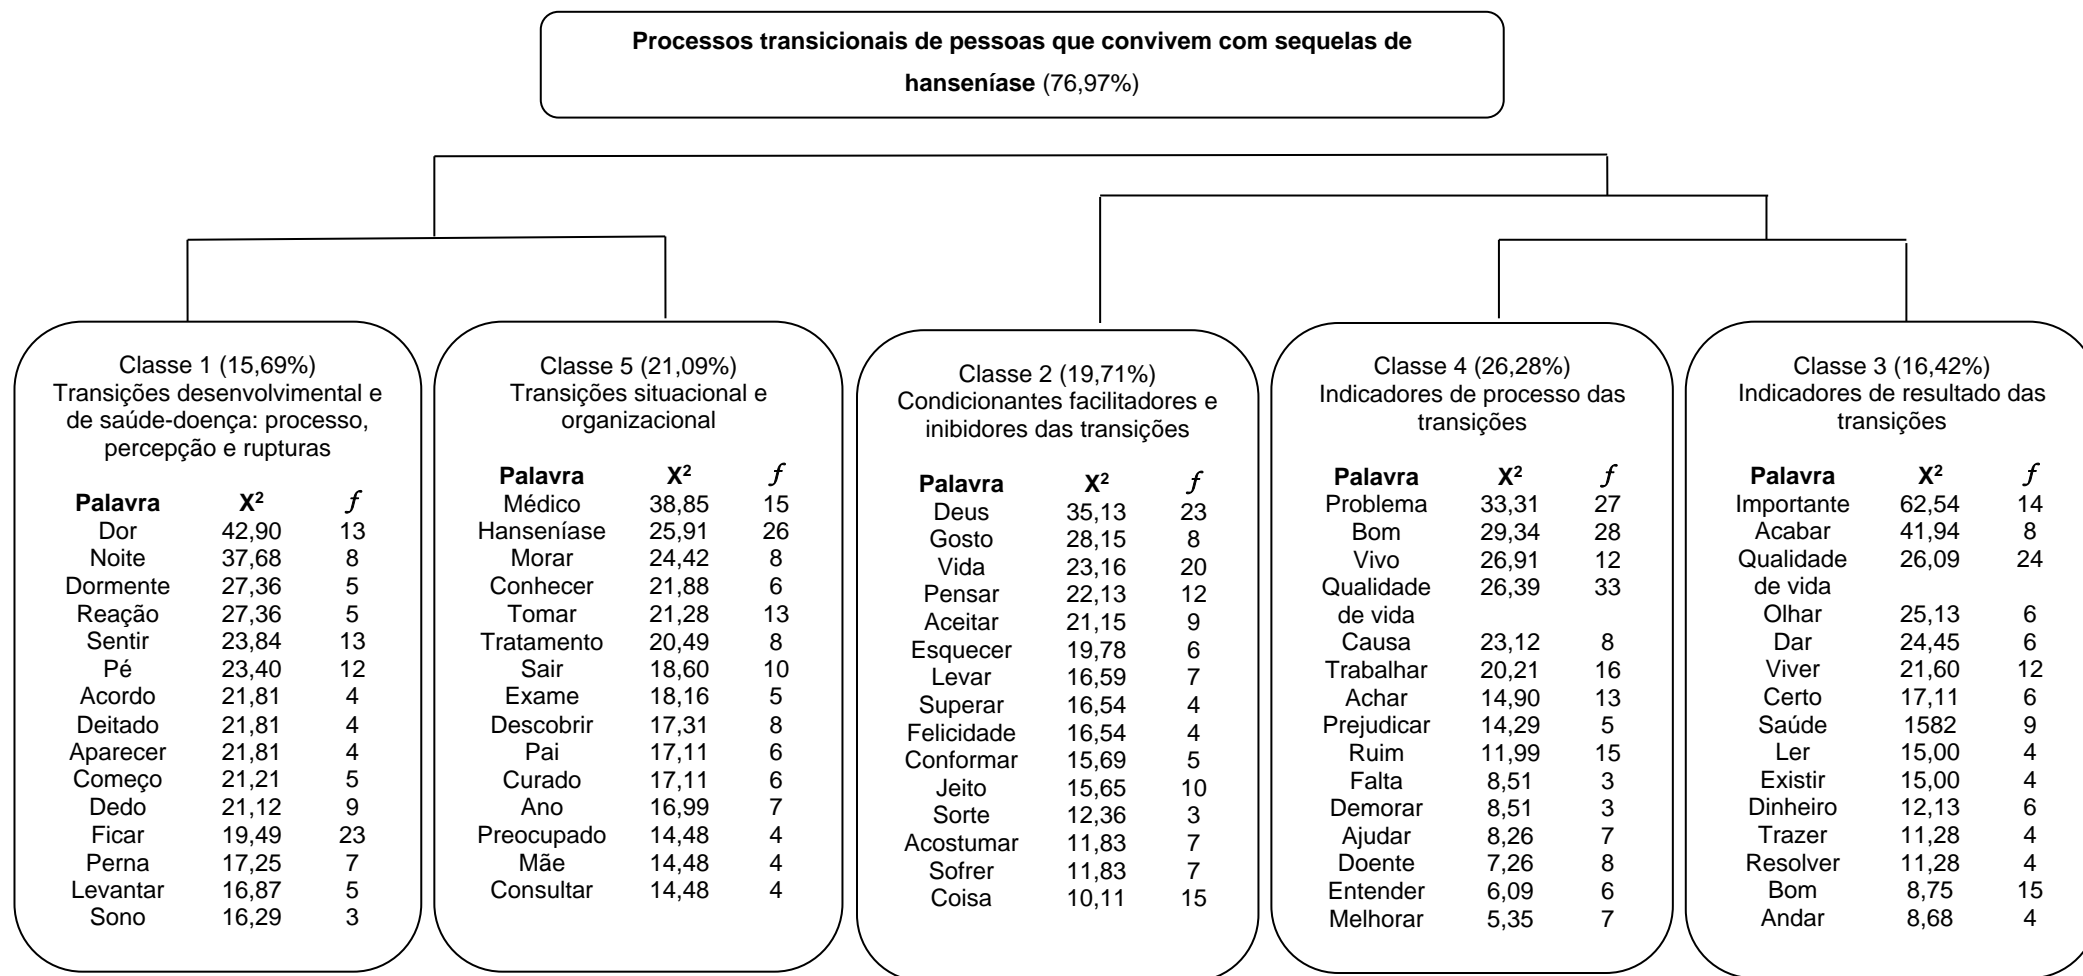 Processos transicionais de pessoas que convivem com sequelas de
hanseníase (76,97%)
Classe 1 (15,69%)
Transições desenvolvimental e
de saúde-doença: processo,
percepção e rupturas
Palavra X² f
Dor 42,90 13
Noite 37,68 8
Dormente 27,36 5
Reação 27,36 5
Sentir 23,84 13
Pé 23,40 12
Acordo 21,81 4
Deitado 21,81 4
Aparecer 21,81 4
Começo 21,21 5
Dedo 21,12 9
Ficar 19,49 23
Perna 17,25 7
Levantar 16,87 5
Sono 16,29 3
Classe 5 (21,09%)
Transições situacional e
organizacional
Palavra X² f
Médico 38,85 15
Hanseníase 25,91 26
Morar 24,42 8
Conhecer 21,88 6
Tomar 21,28 13
Tratamento 20,49 8
Sair 18,60 10
Exame 18,16 5
Descobrir 17,31 8
Pai 17,11 6
Curado 17,11 6
Ano 16,99 7
Preocupado 14,48 4
Mãe 14,48 4
Consultar 14,48 4
Classe 2 (19,71%)
Condicionantes facilitadores e
inibidores das transições
Palavra X² f
Deus 35,13 23
Gosto 28,15 8
Vida 23,16 20
Pensar 22,13 12
Aceitar 21,15 9
Esquecer 19,78 6
Levar 16,59 7
Superar 16,54 4
Felicidade 16,54 4
Conformar 15,69 5
Jeito 15,65 10
Sorte 12,36 3
Acostumar 11,83 7
Sofrer 11,83 7
Coisa 10,11 15
Classe 4 (26,28%)
Indicadores de processo das
transições
Palavra X² f
Problema 33,31 27
Bom 29,34 28
Vivo 26,91 12
Qualidade 26,39 33
de vida
Causa 23,12 8
Trabalhar 20,21 16
Achar 14,90 13
Prejudicar 14,29 5
Ruim 11,99 15
Falta 8,51 3
Demorar 8,51 3
Ajudar 8,26 7
Doente 7,26 8
Entender 6,09 6
Melhorar 5,35 7
Classe 3 (16,42%)
Indicadores de resultado das
transições
Palavra X² f
Importante 62,54 14
Acabar 41,94 8
Qualidade 26,09 24
de vida
Olhar 25,13 6
Dar 24,45 6
Viver 21,60 12
Certo 17,11 6
Saúde 1582 9
Ler 15,00 4
Existir 15,00 4
Dinheiro 12,13 6
Trazer 11,28 4
Resolver 11,28 4
Bom 8,75 15
Andar 8,68 4